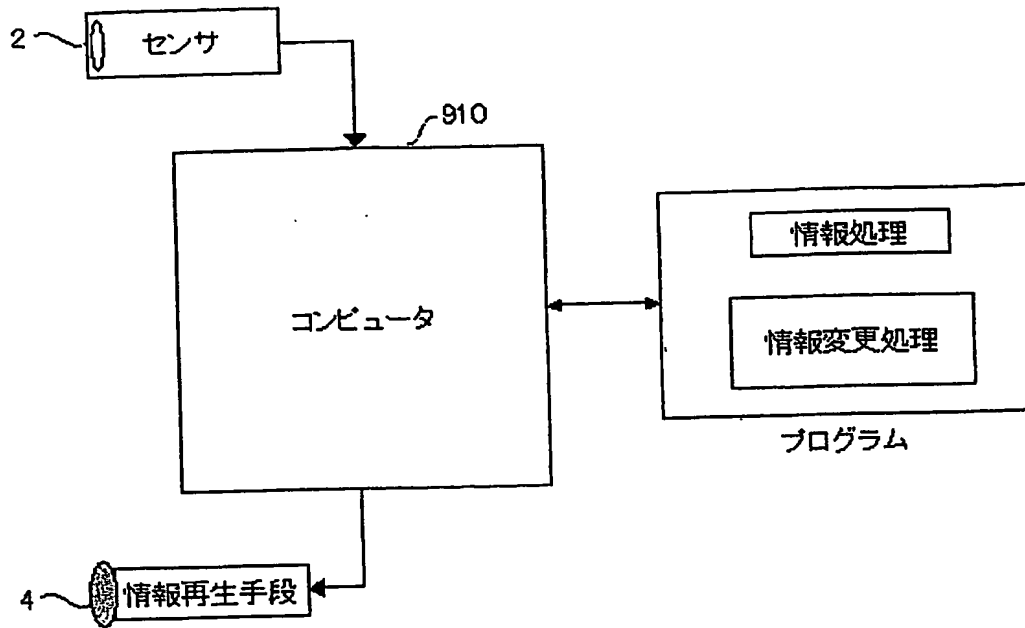 2
センサ
910
コンピュータ
情報処理
情報変更処理
プログラム
4
情報再生手段